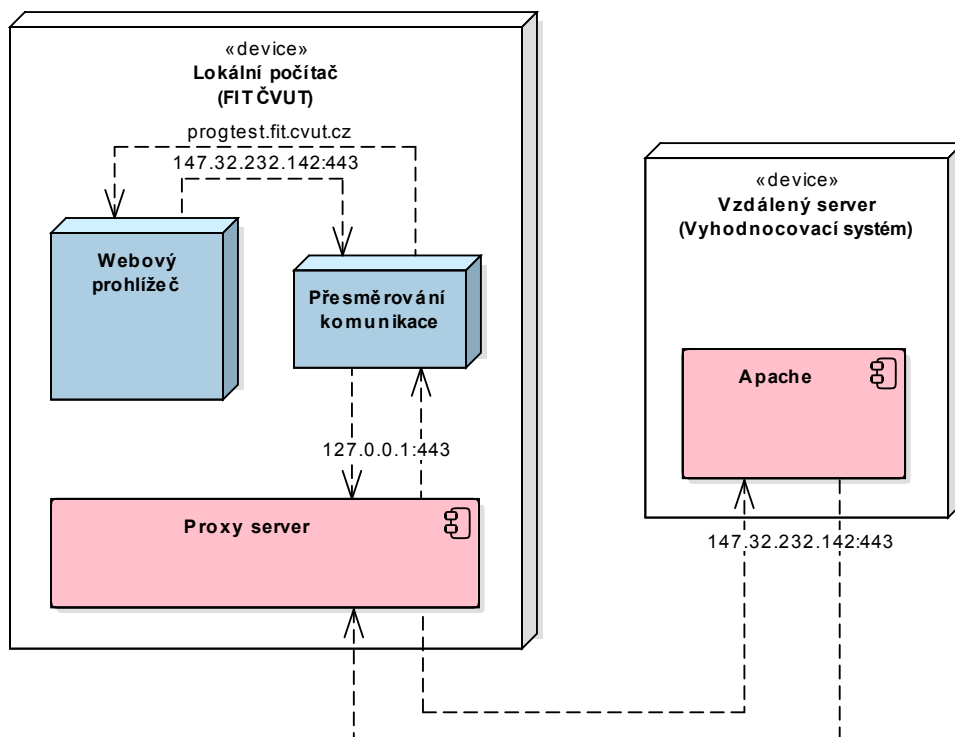 «device»
Lokální počítač
(FIT ČVUT)
progtest.fit.cvut.cz
147.32.232.142:443
Webový
prohlížeč
Přesměrování
komunikace
127.0.0.1:443
Proxy server
«device»
Vzdálený server
(Vyhodnocovací systém)
Apache
147.32.232.142:443